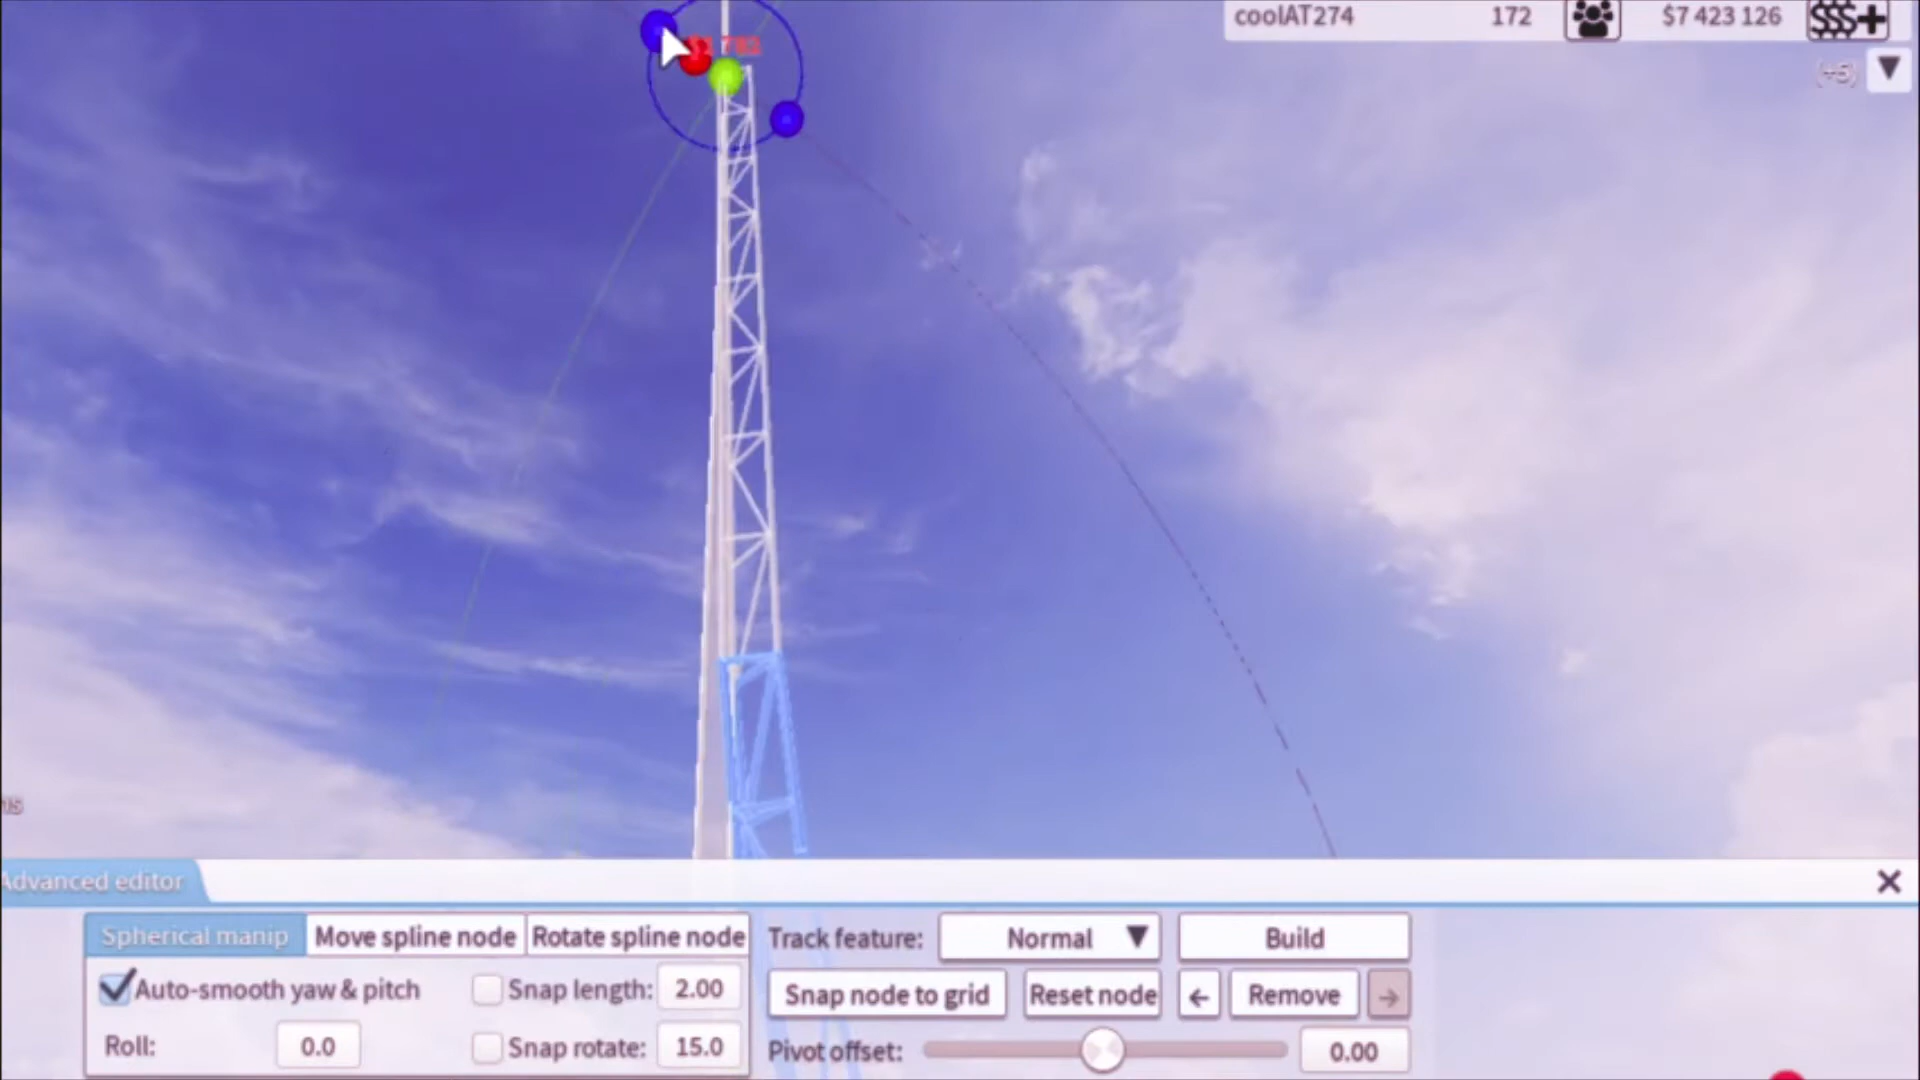 coolAT274 172 $7 423 126 $$$+
(+5)
Advanced editor
Spherical manip Move spline node Rotate spline node Track feature: Normal Build
Auto-smooth yaw & pitch Snap length: 2.00 Snap node to grid Reset node Remove
Roll: 0.0 Snap rotate: 15.0 Pivot offset: 0.00